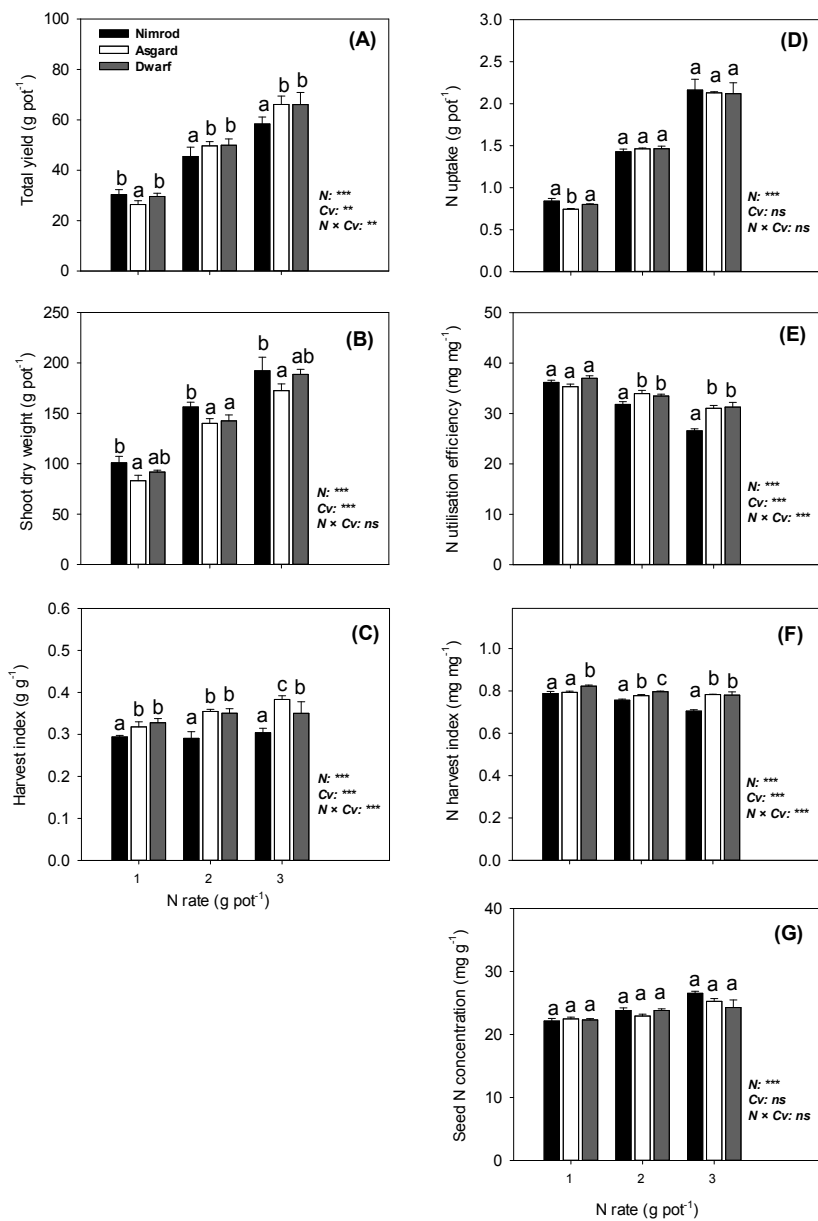 (A)
Nimrod
Asgard
Dwarf
Total yield (g pot⁻¹)
100
80
60
40
20
0
b a b
a b b
a b b
N: ***
Cv: **
N × Cv: **
(B)
Shoot dry weight (g pot⁻¹)
250
200
150
100
50
0
b a ab
b a a
b a ab
N: ***
Cv: ***
N × Cv: ns
(C)
Harvest index (g g⁻¹)
0.6
0.5
0.4
0.3
0.2
0.1
0.0
a b b
a b b
a c b
N: ***
Cv: ***
N × Cv: ***
1 2 3
N rate (g pot⁻¹)
(D)
N uptake (g pot⁻¹)
3.0
2.5
2.0
1.5
1.0
0.5
0.0
a b a
a a a
a a a
N: ***
Cv: ns
N × Cv: ns
(E)
N utilisation efficiency (mg mg⁻¹)
50
40
30
20
10
0
a a a
a b b
a b b
N: ***
Cv: ***
N × Cv: ***
(F)
N harvest index (mg mg⁻¹)
1.0
0.8
0.6
0.4
0.2
0.0
a a b
a b c
a b b
N: ***
Cv: ***
N × Cv: ***
(G)
Seed N concentration (mg g⁻¹)
40
30
20
10
0
a a a
a a a
a a a
N: ***
Cv: ns
N × Cv: ns
1 2 3
N rate (g pot⁻¹)